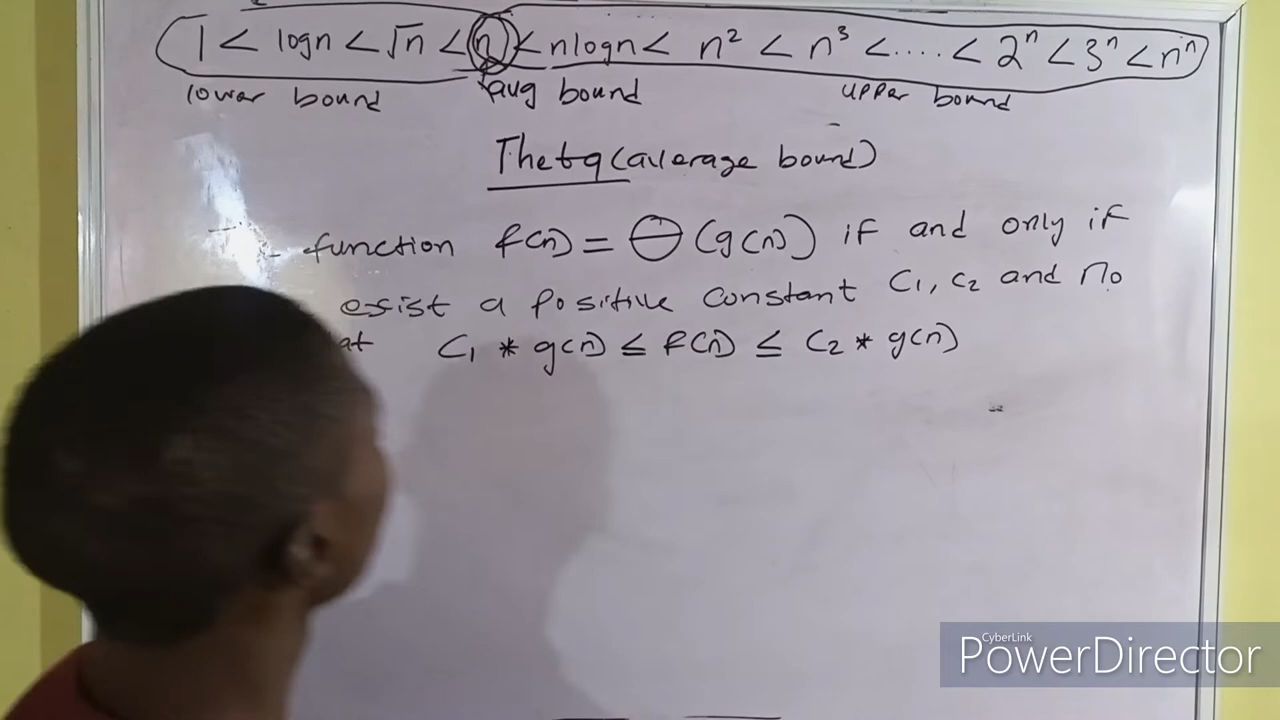 1 < logn < √n < n < nlogn < n² < n³ < .... < 2ⁿ < 3ⁿ < nⁿ
lower bound avg bound upper bound
Theta (average bound)
function f(n) = Θ (g(n)) if and only if
exist a positive constant C₁, C₂ and n₀
at C₁ * g(n) ≤ f(n) ≤ C₂ * g(n)
CyberLink
PowerDirector